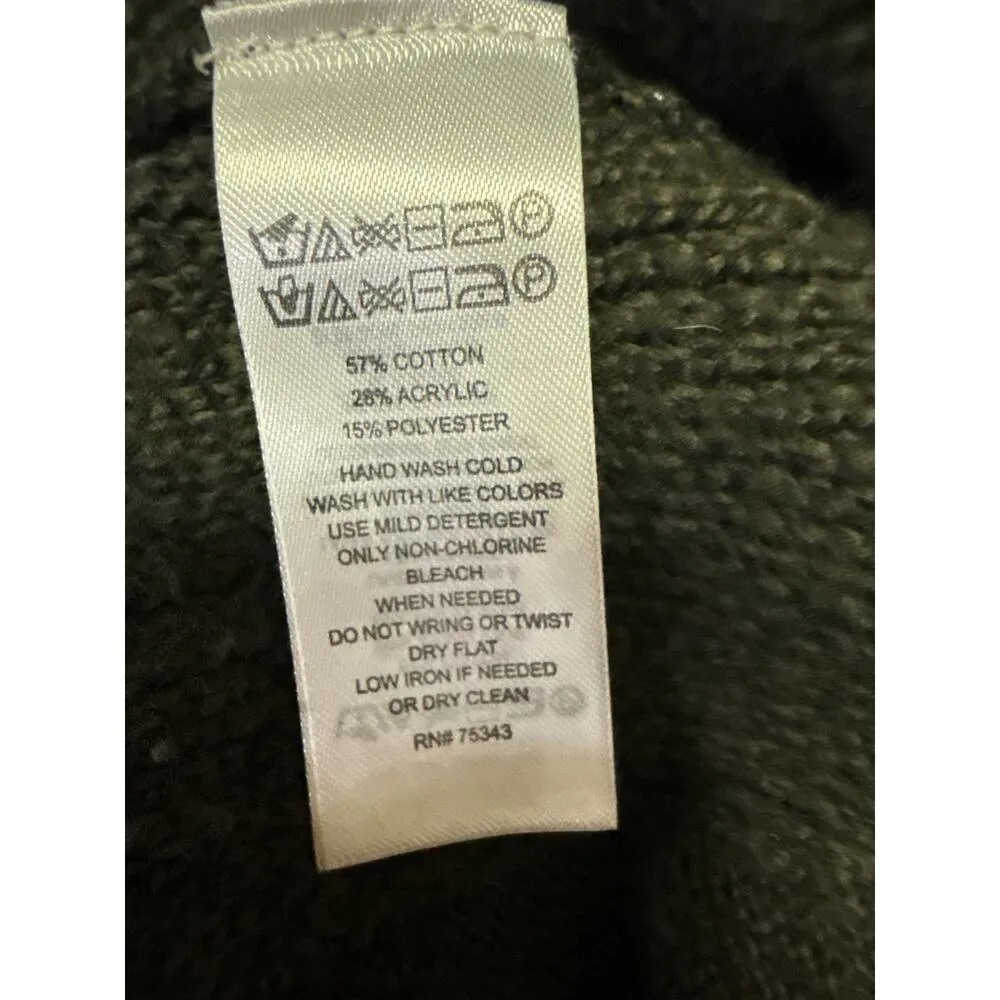 57% COTTON
28% ACRYLIC
15% POLYESTER
HAND WASH COLD
WASH WITH LIKE COLORS
USE MILD DETERGENT
ONLY NON-CHLORINE
BLEACH
WHEN NEEDED
DO NOT WRING OR TWIST
DRY FLAT
LOW IRON IF NEEDED
OR DRY CLEAN
RN# 75343